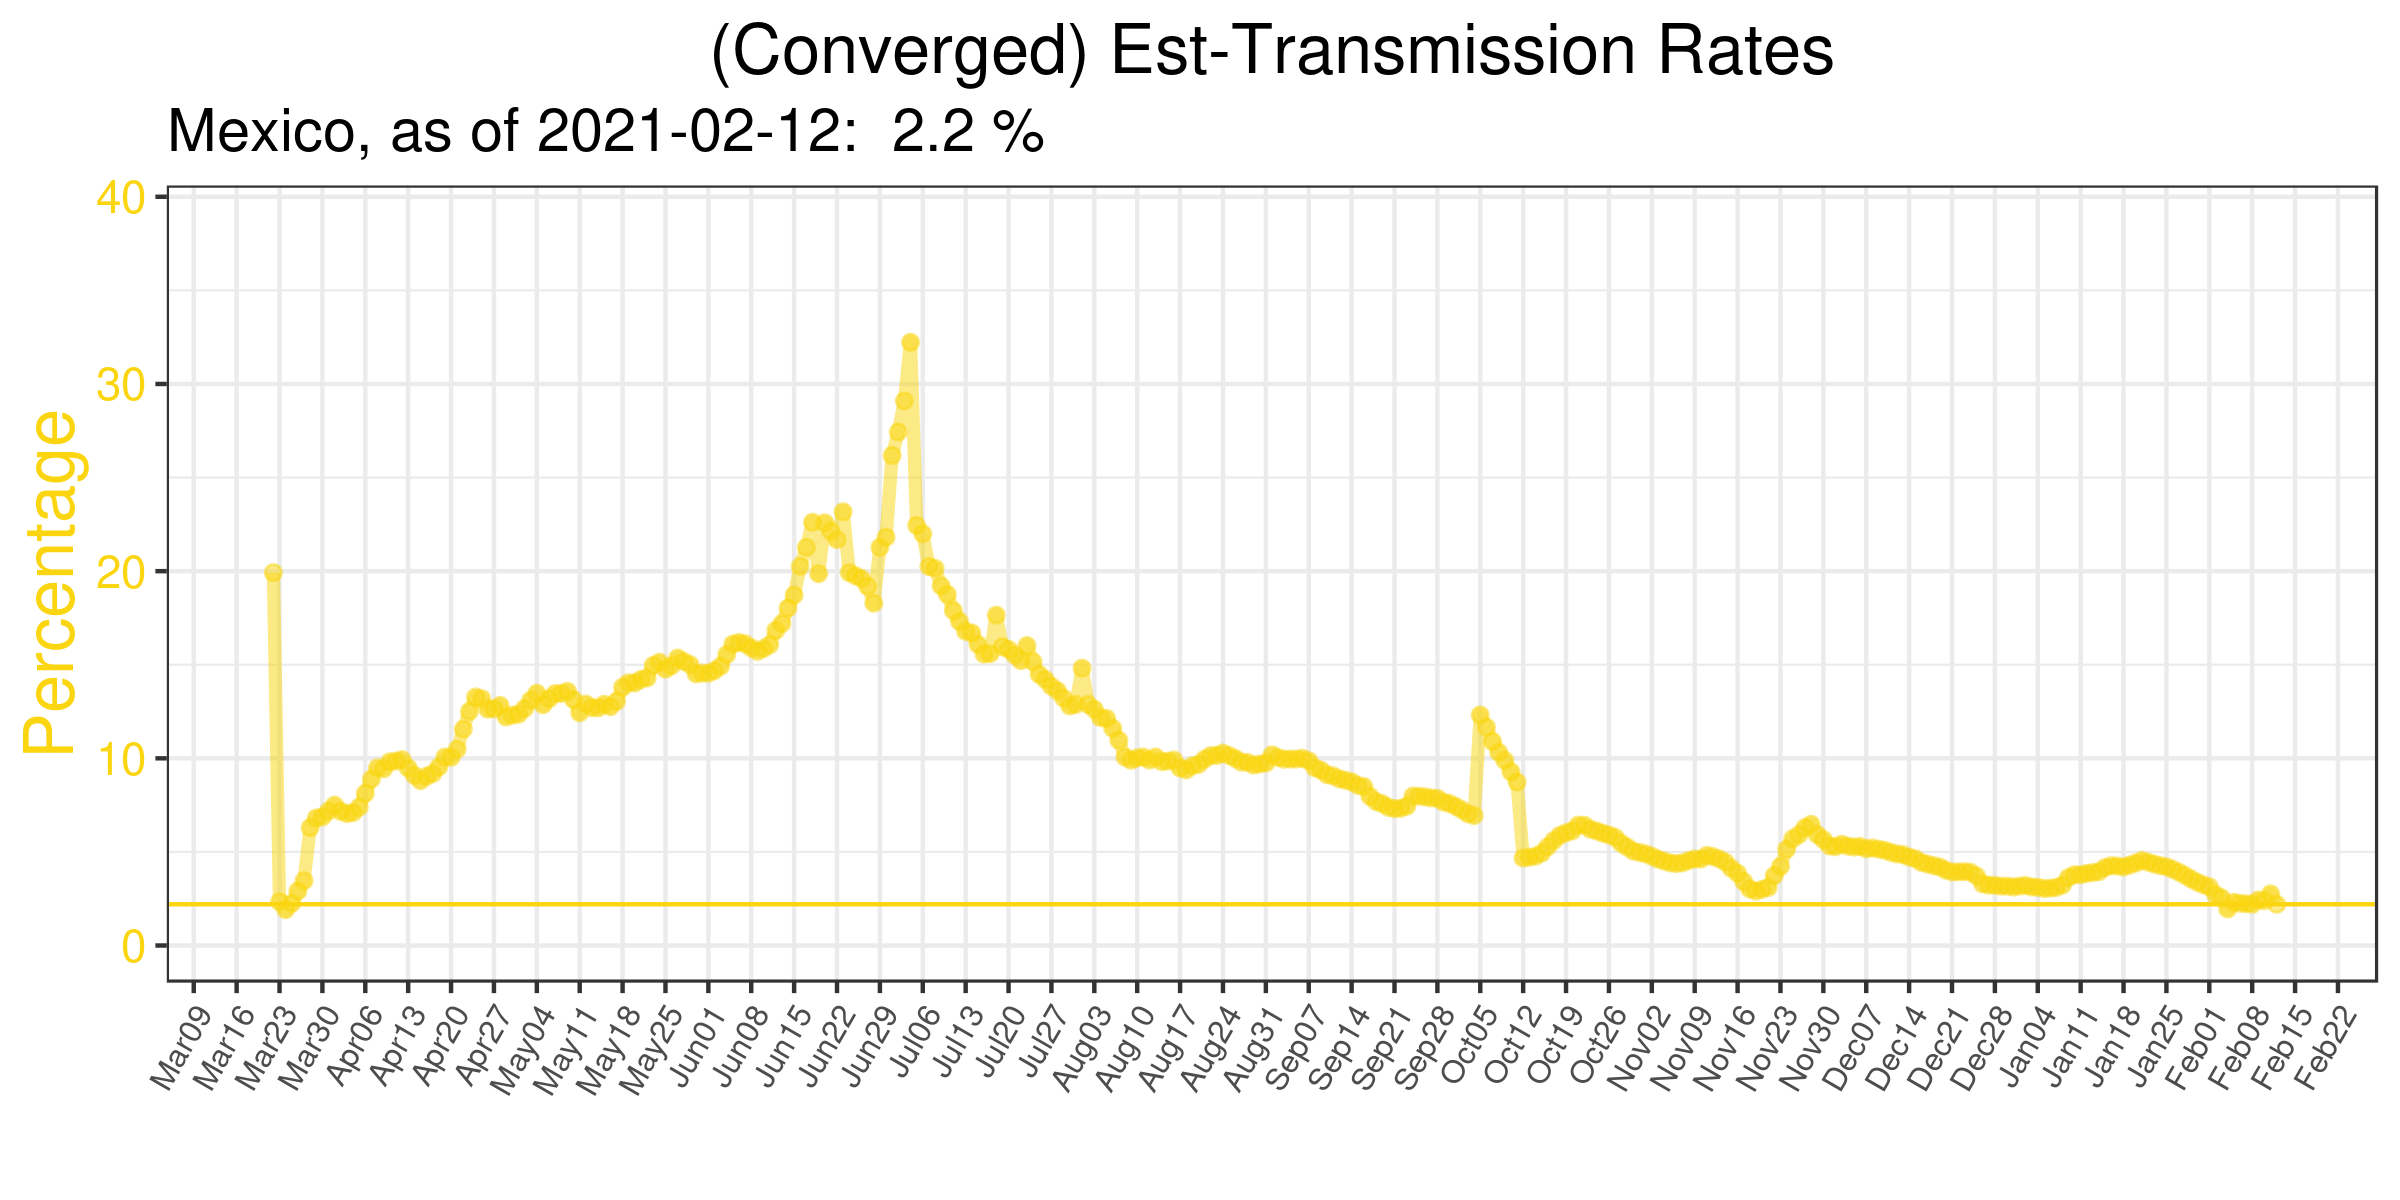 (Converged) Est-Transmission Rates
Mexico, as of 2021-02-12:  2.2 %
Percentage
40
30
20
10
0
Mar09
Mar16
Mar23
Mar30
Apr06
Apr13
Apr20
Apr27
May04
May11
May18
May25
Jun01
Jun08
Jun15
Jun22
Jun29
Jul06
Jul13
Jul20
Jul27
Aug03
Aug10
Aug17
Aug24
Aug31
Sep07
Sep14
Sep21
Sep28
Oct05
Oct12
Oct19
Oct26
Nov02
Nov09
Nov16
Nov23
Nov30
Dec07
Dec14
Dec21
Dec28
Jan04
Jan11
Jan18
Jan25
Feb01
Feb08
Feb15
Feb22